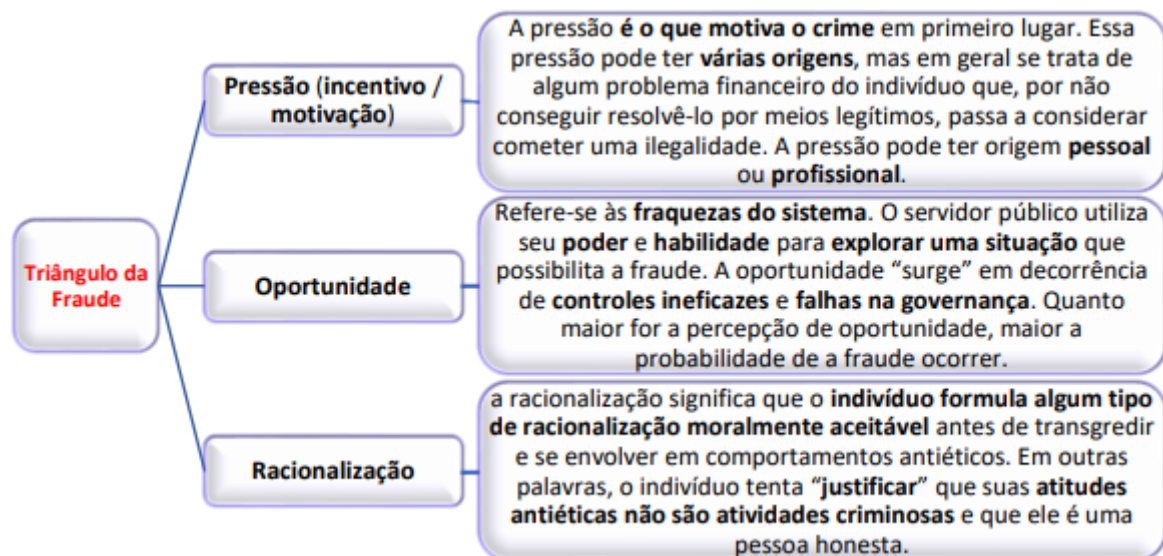 A pressão é o que motiva o crime em primeiro lugar. Essa
pressão pode ter várias origens, mas em geral se trata de
algum problema financeiro do indivíduo que, por não
conseguir resolvê-lo por meios legítimos, passa a considerar
cometer uma ilegalidade. A pressão pode ter origem pessoal
ou profissional.
Pressão (incentivo /
motivação)
Refere-se às fraquezas do sistema. O servidor público utiliza
seu poder e habilidade para explorar uma situação que
possibilita a fraude. A oportunidade “surge” em decorrência
de controles ineficazes e falhas na governança. Quanto
maior for a percepção de oportunidade, maior a
probabilidade de a fraude ocorrer.
Triângulo da
Fraude
Oportunidade
a racionalização significa que o indivíduo formula algum tipo
de racionalização moralmente aceitável antes de transgredir
e se envolver em comportamentos antiéticos. Em outras
palavras, o indivíduo tenta “justificar” que suas atitudes
antiéticas não são atividades criminosas e que ele é uma
pessoa honesta.
Racionalização